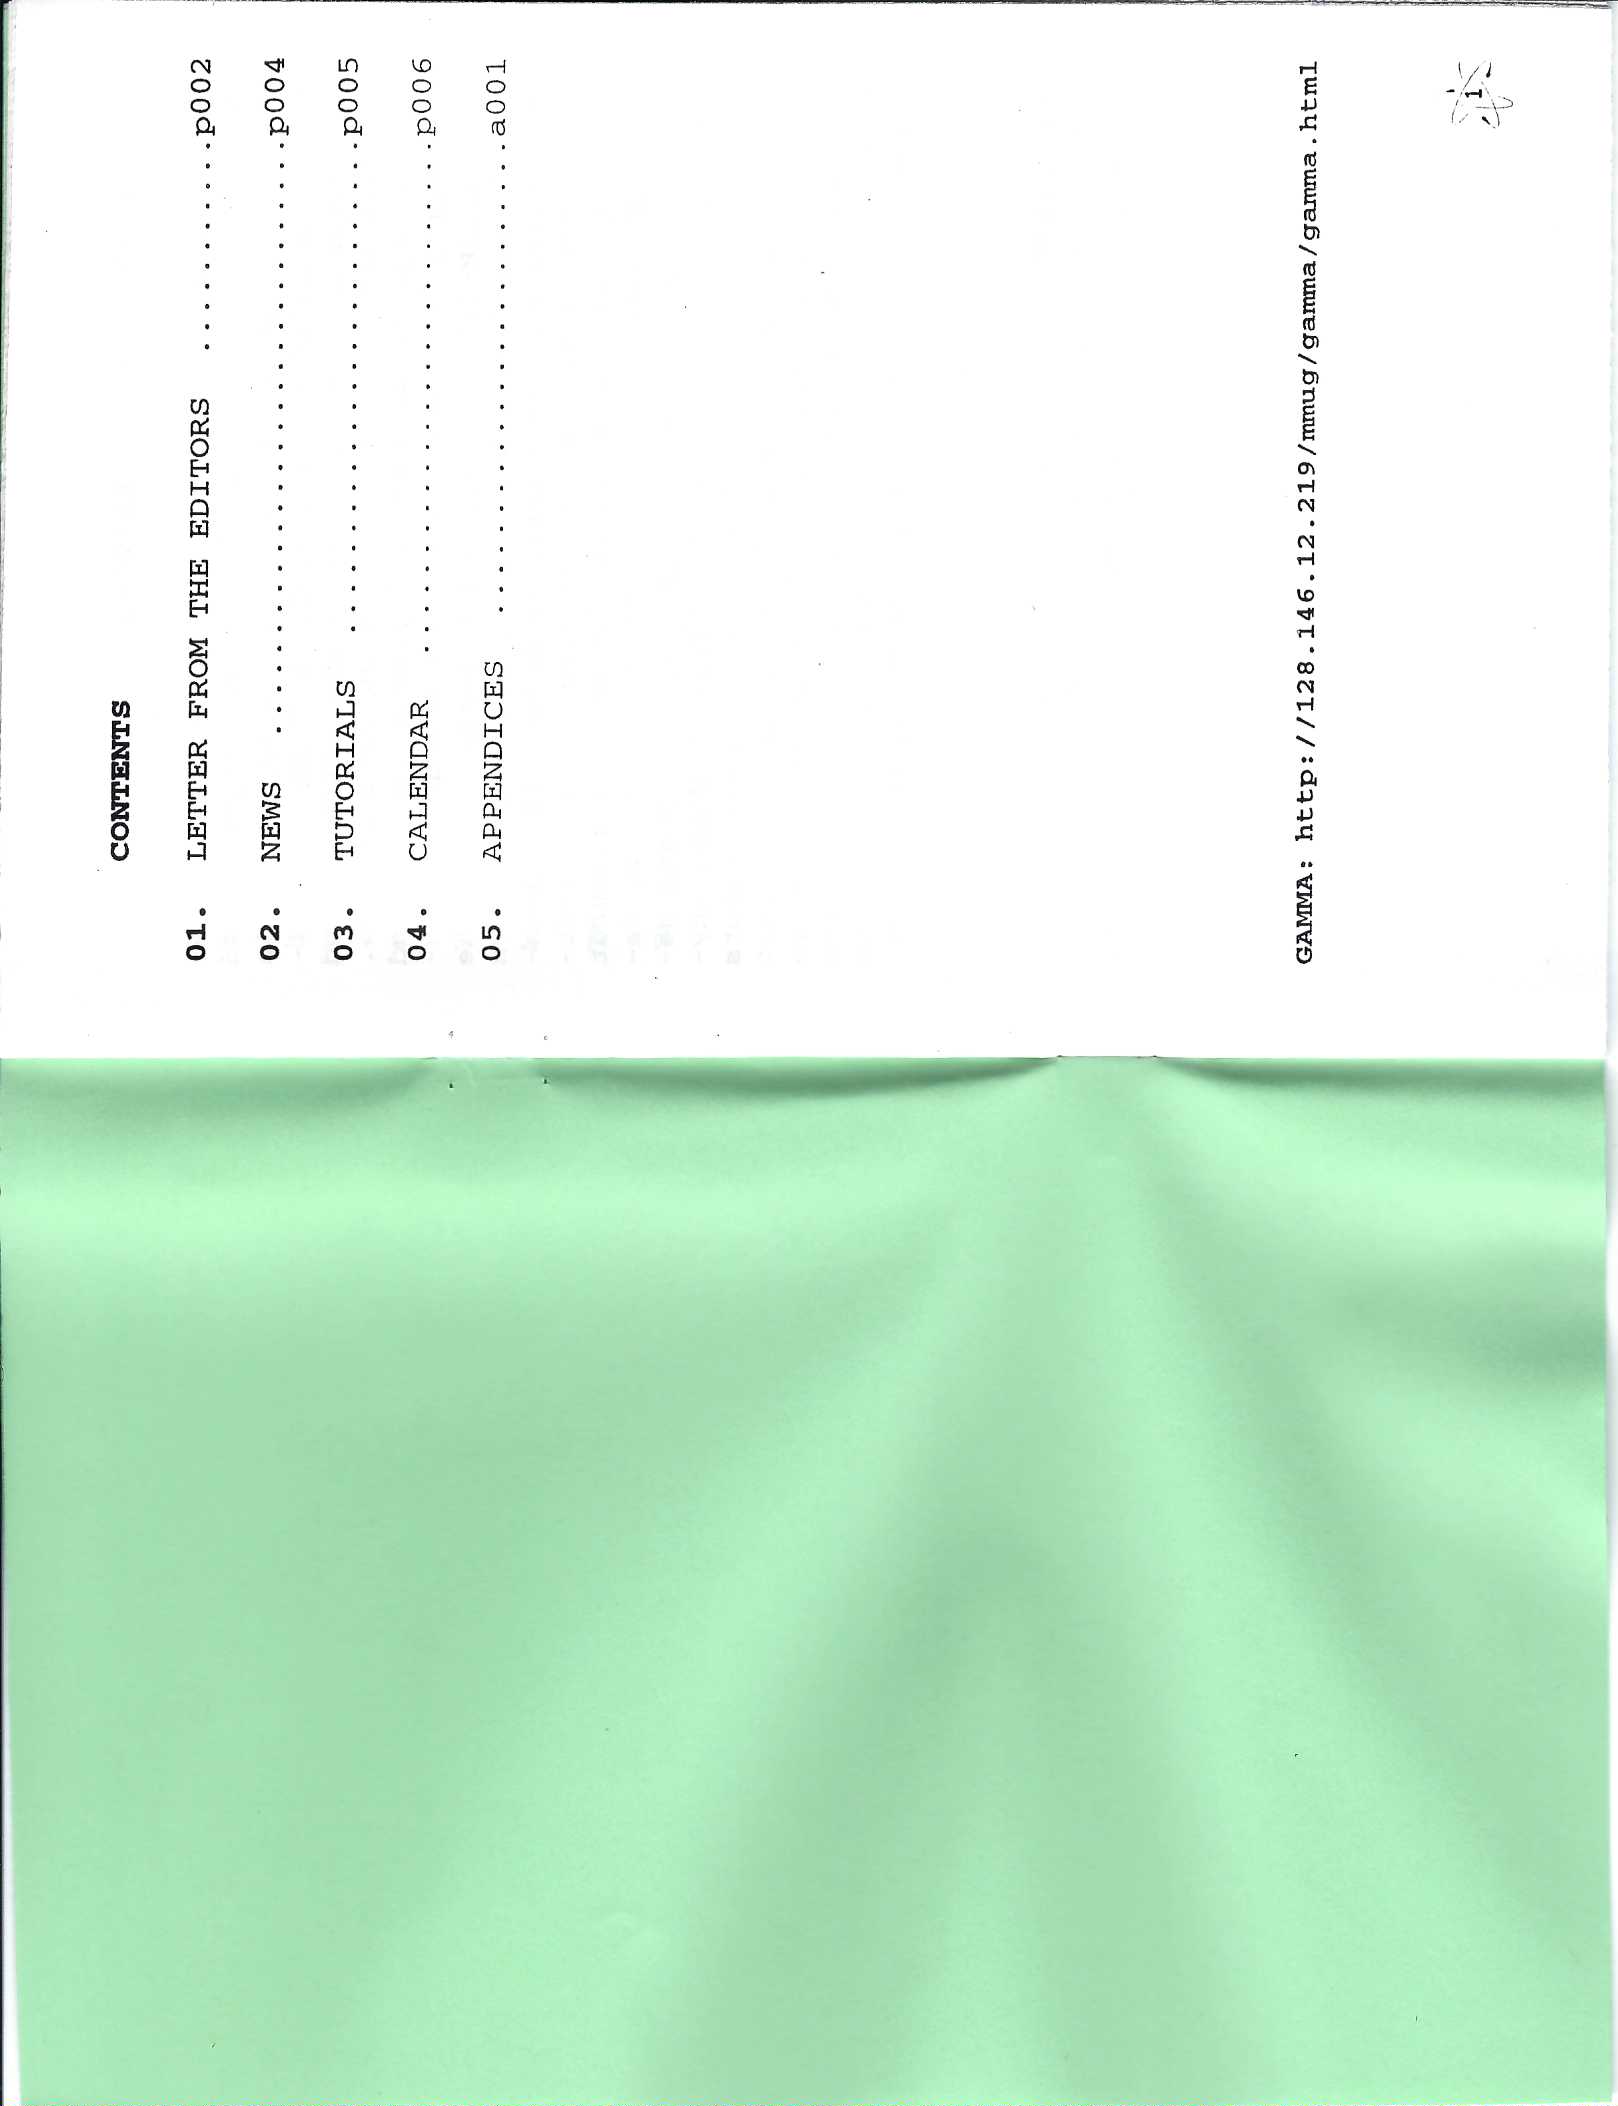 CONTENTS
01. LETTER FROM THE EDITORS ...........p002
02. NEWS ..............................p004
03. TUTORIALS .........................p005
04. CALENDAR ..........................p006
05. APPENDICES ........................a001
GAMMA: http://128.146.12.219/mmug/gamma/gamma.html
1